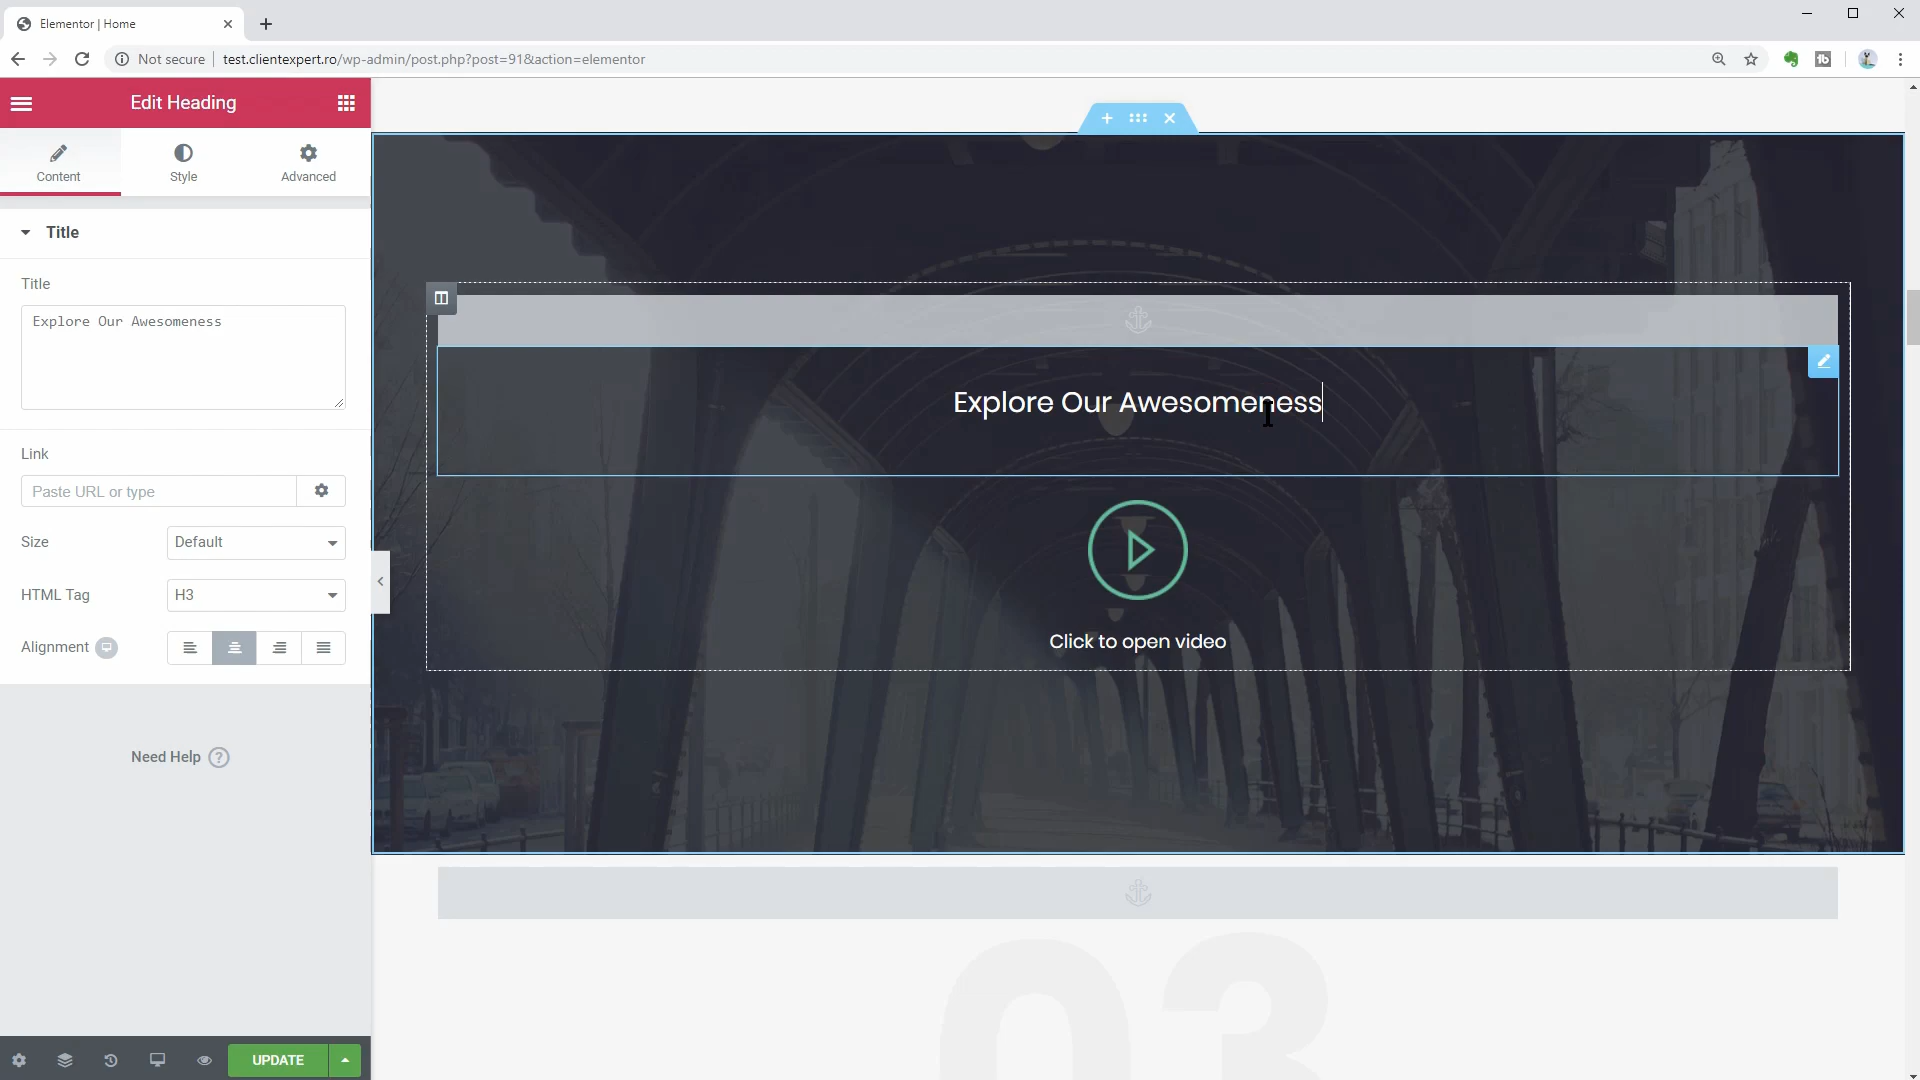 Elementor | Home
Not secure
test.clientexpert.ro/wp-admin/post.php?post=91&action=elementor
Edit Heading
Content
Style
Advanced
Title
Title
Explore Our Awesomeness
Link
Paste URL or type
Size
Default
HTML Tag
H3
Alignment
Need Help ?
UPDATE
Explore Our Awesomeness
Click to open video
03